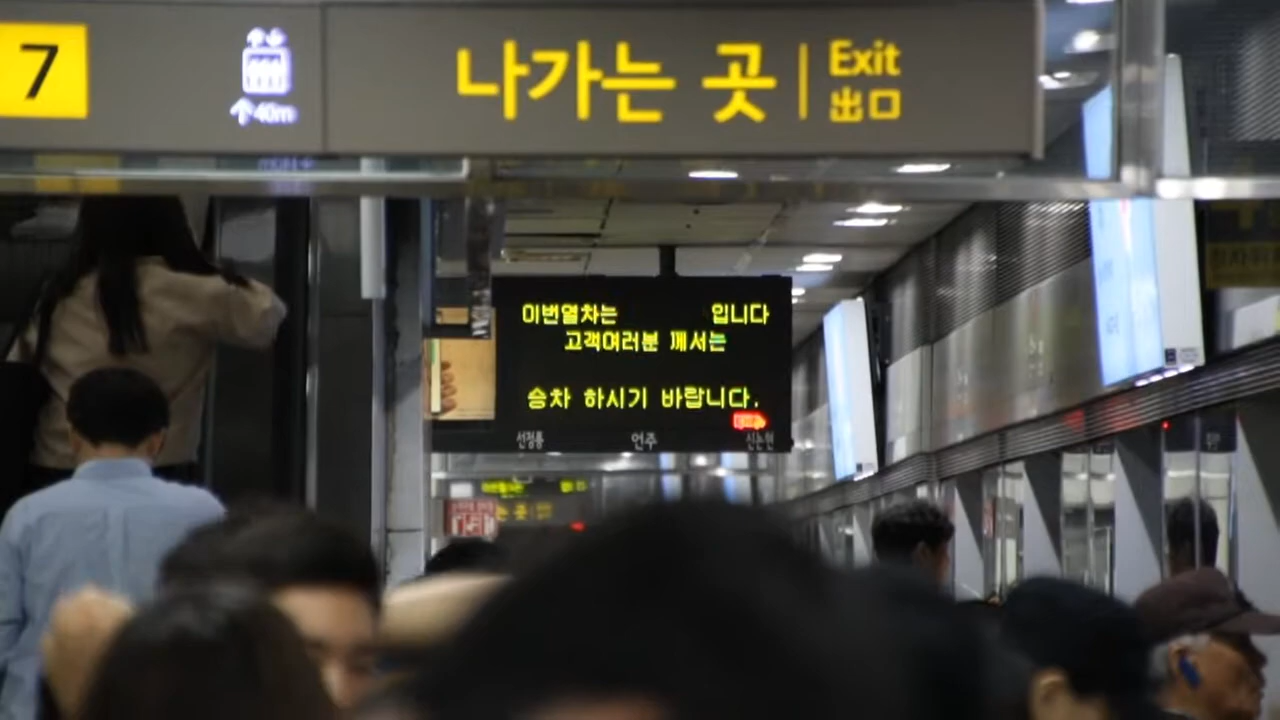 7
↑40m
나가는 곳
Exit
出口
이번열차는 입니다
고객여러분 께서는
승차 하시기 바랍니다.
선정릉 언주 신논현